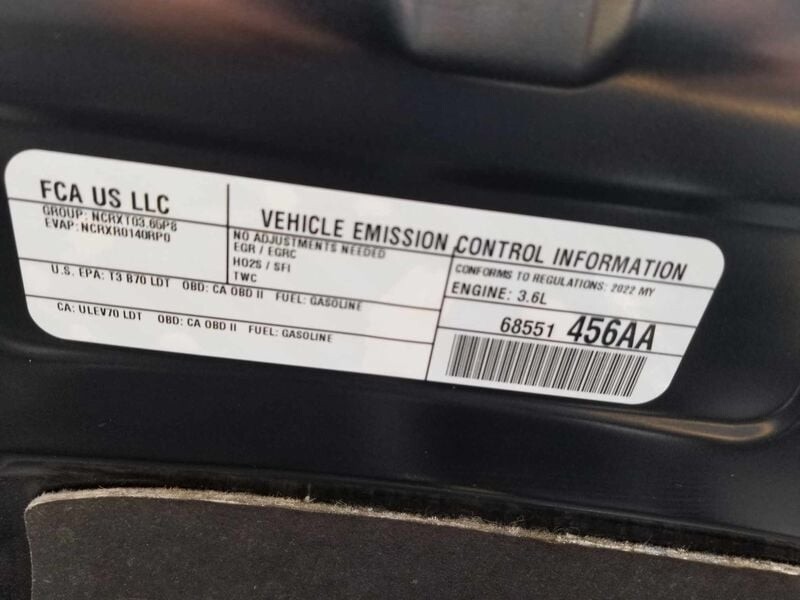 FCA US LLC
GROUP: NCRXT03.65P8
EVAP: NCRXR0140RP0
VEHICLE EMISSION CONTROL INFORMATION
NO ADJUSTMENTS NEEDED
EGR / EGRC
HO2S / SFI
TWC
CONFORMS TO REGULATIONS: 2022 MY
ENGINE: 3.6L
U.S. EPA: T3 B70 LDT OBD: CA OBD II FUEL: GASOLINE
CA: ULEV70 LDT OBD: CA OBD II FUEL: GASOLINE
68551 456AA